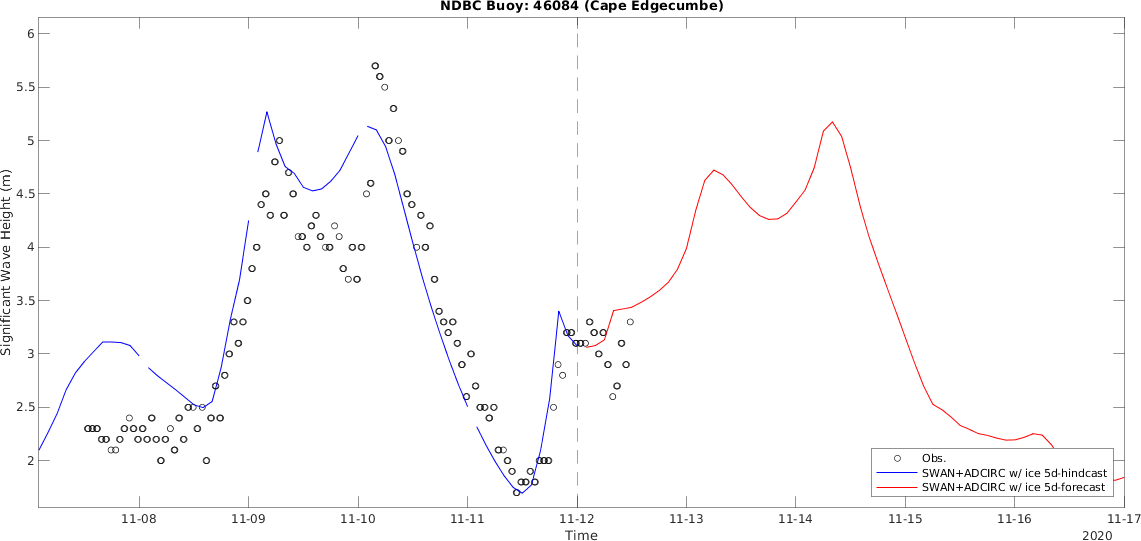 NDBC Buoy: 46084 (Cape Edgecumbe)
Significant Wave Height (m)
6
5.5
5
4.5
4
3.5
3
2.5
2
Obs.
SWAN+ADCIRC w/ ice 5d-hindcast
SWAN+ADCIRC w/ ice 5d-forecast
11-08 11-09 11-10 11-11 11-12 11-13 11-14 11-15 11-16 11-17
Time
2020